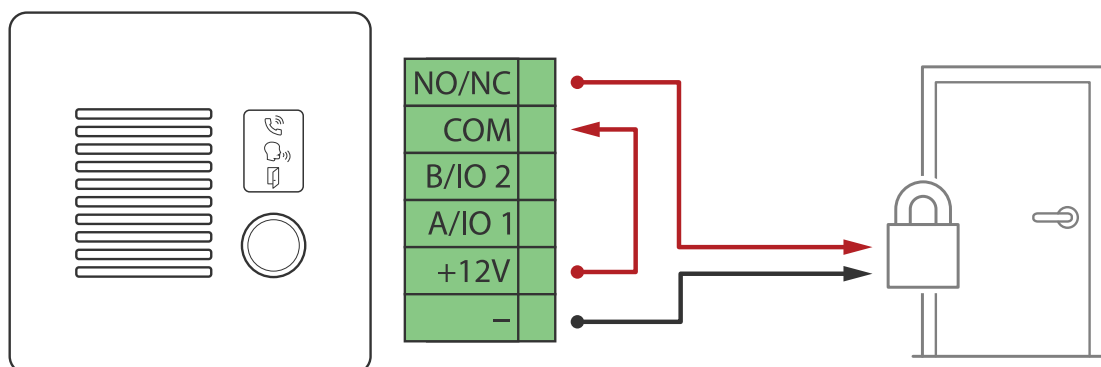 NO/NC
COM
B/IO 2
A/IO 1
+12V
–